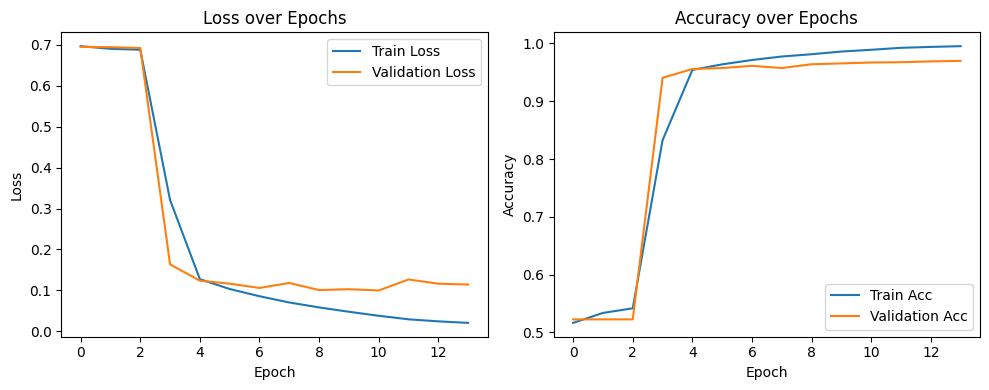 Loss over Epochs
Train Loss
Validation Loss
0.7
0.6
0.5
0.4
0.3
0.2
0.1
0.0
Loss
0 2 4 6 8 10 12
Epoch
Accuracy over Epochs
1.0
0.9
0.8
0.7
0.6
0.5
Accuracy
Train Acc
Validation Acc
0 2 4 6 8 10 12
Epoch